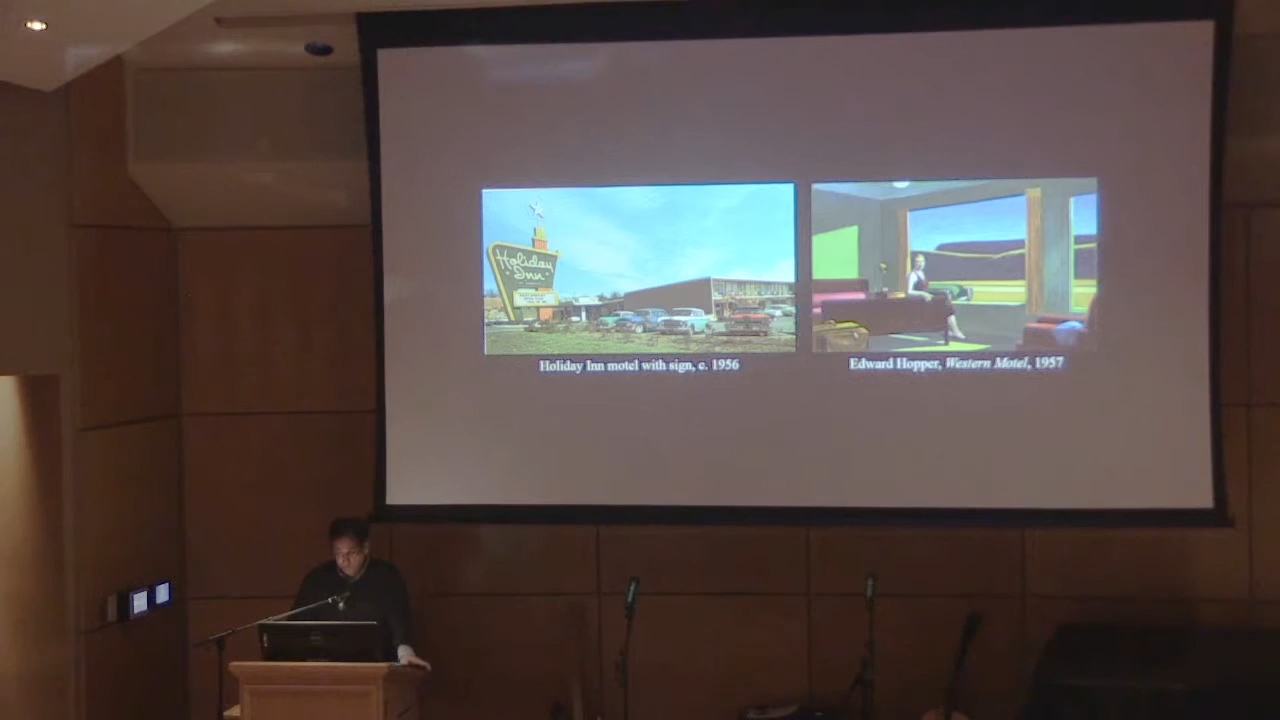 Holiday
Inn
Holiday Inn motel with sign, c. 1956
Edward Hopper, Western Motel, 1957